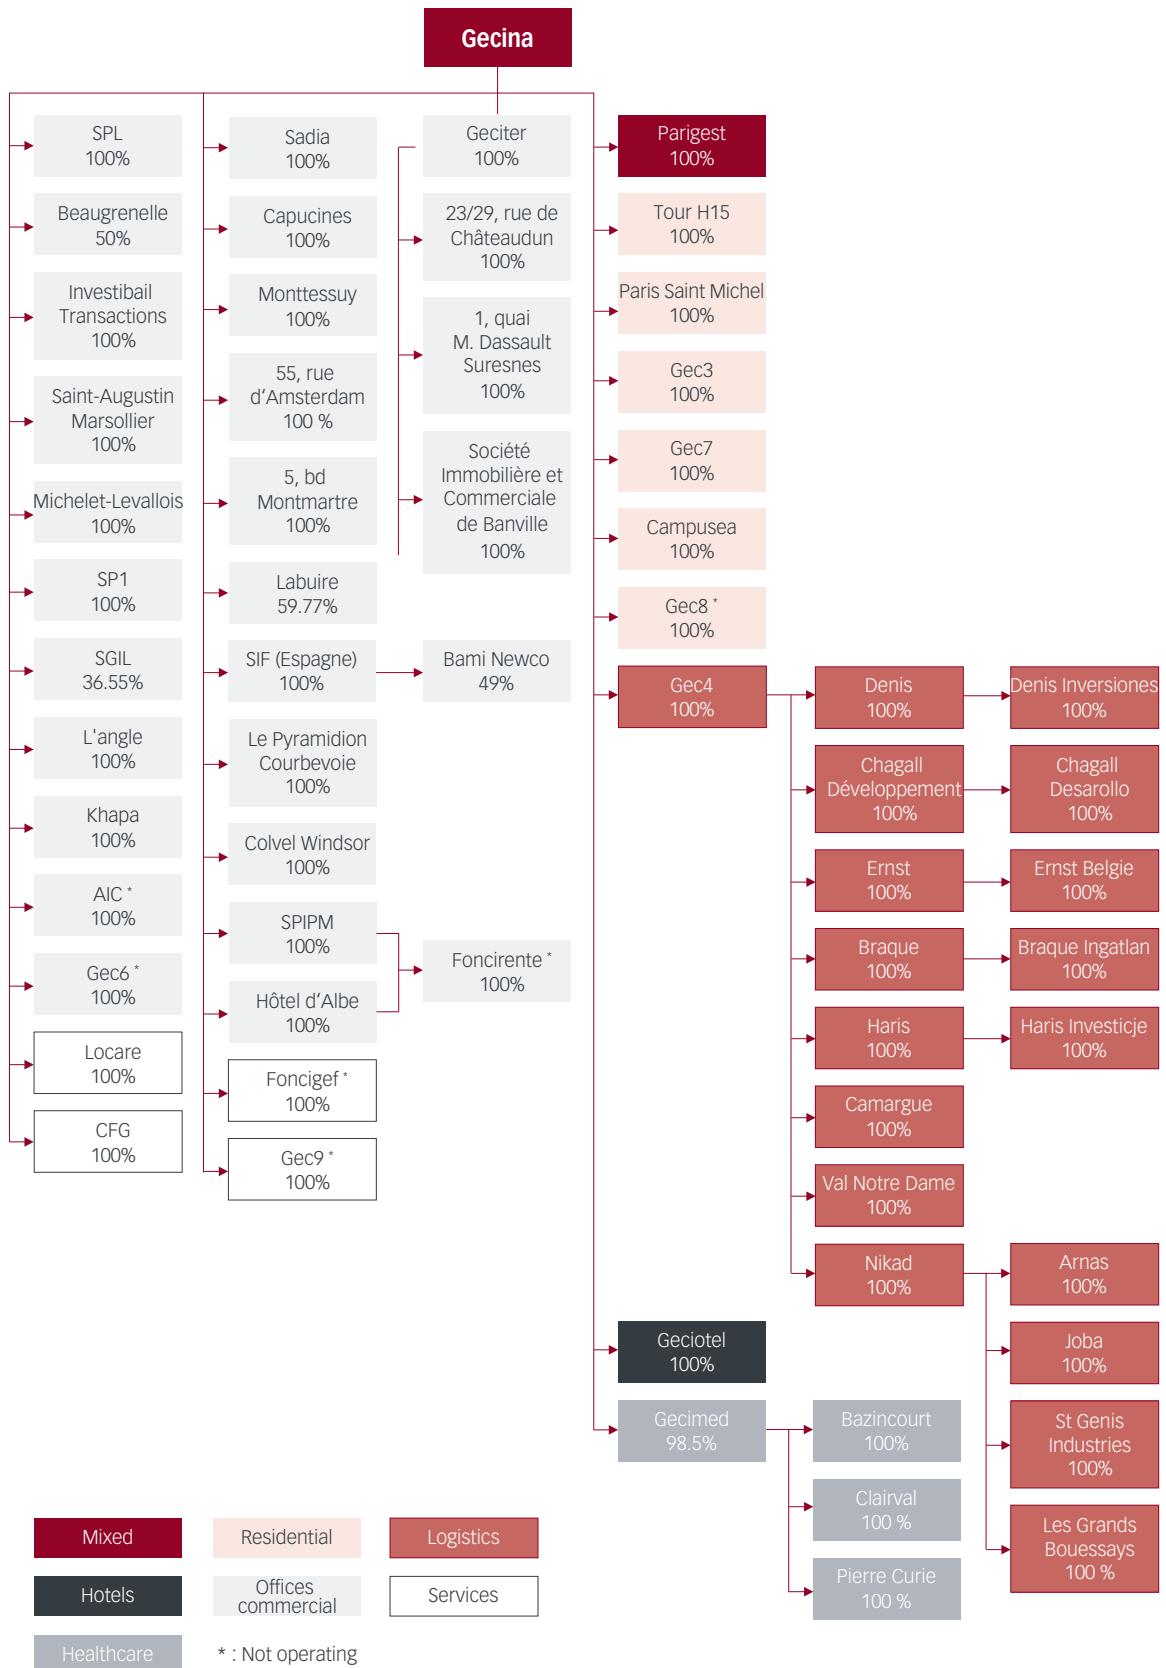 Gecina
SPL
100%
Beaugrenelle
50%
Investibail
Transactions
100%
Saint-Augustin
Marsollier
100%
Michelet-Levallois
100%
SP1
100%
SGIL
36.55%
L'angle
100%
Khapa
100%
AIC *
100%
Gec6 *
100%
Locare
100%
CFG
100%
Sadia
100%
Capucines
100%
Monttessuy
100%
55, rue
d’Amsterdam
100 %
5, bd
Montmartre
100%
Labuire
59.77%
SIF (Espagne)
100%
Le Pyramidion
Courbevoie
100%
Colvel Windsor
100%
SPIPM
100%
Hôtel d’Albe
100%
Foncigef *
100%
Gec9 *
100%
Geciter
100%
23/29, rue de
Châteaudun
100%
1, quai
M. Dassault
Suresnes
100%
Société
Immobilière et
Commerciale
de Banville
100%
Bami Newco
49%
Foncirente *
100%
Parigest
100%
Tour H15
100%
Paris Saint Michel
100%
Gec3
100%
Gec7
100%
Campusea
100%
Gec8 *
100%
Gec4
100%
Geciotel
100%
Gecimed
98.5%
Denis
100%
Chagall
Développement
100%
Ernst
100%
Braque
100%
Haris
100%
Camargue
100%
Val Notre Dame
100%
Nikad
100%
Bazincourt
100%
Clairval
100 %
Pierre Curie
100 %
Denis Inversiones
100%
Chagall
Desarollo
100%
Ernst Belgie
100%
Braque Ingatlan
100%
Haris Investicje
100%
Arnas
100%
Joba
100%
St Genis
Industries
100%
Les Grands
Bouessays
100 %
Mixed
Residential
Logistics
Hotels
Offices
commercial
Services
Healthcare
* : Not operating